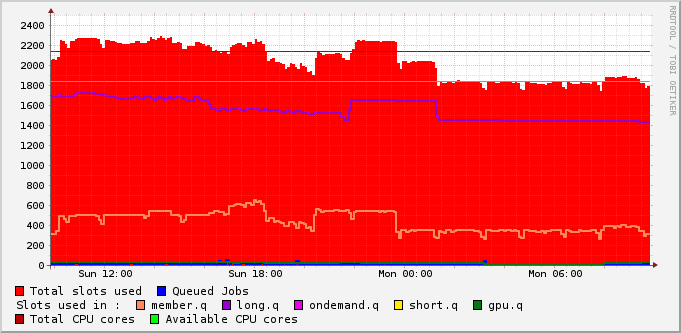 2400
2200
2000
1800
1600
1400
1200
1000
800
600
400
200
0
Sun 12:00 Sun 18:00 Mon 00:00 Mon 06:00
Total slots used Queued Jobs
Slots used in : member.q long.q ondemand.q short.q gpu.q
Total CPU cores Available CPU cores
RRDTOOL / TOBI OETIKER